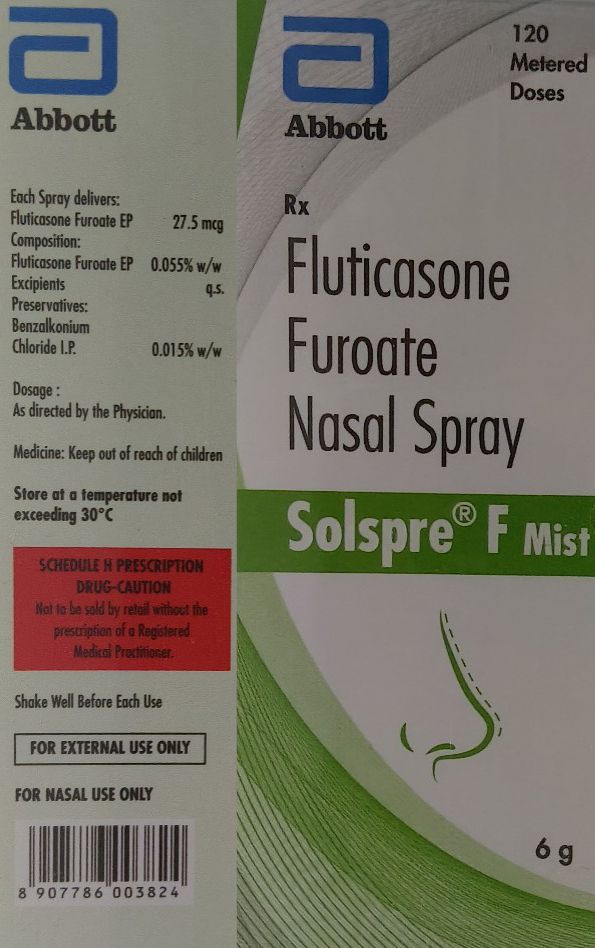 Abbott
Each Spray delivers:
Fluticasone Furoate EP 27.5 mcg
Composition:
Fluticasone Furoate EP 0.055% w/w
Excipients q.s.
Preservatives:
Benzalkonium
Chloride I.P. 0.015% w/w
Dosage :
As directed by the Physician.
Medicine: Keep out of reach of children
Store at a temperature not
exceeding 30°C
SCHEDULE H PRESCRIPTION
DRUG-CAUTION
Not to be sold by retail without the
prescription of a Registered
Medical Practitioner.
Shake Well Before Each Use
FOR EXTERNAL USE ONLY
FOR NASAL USE ONLY
8 907786 003824
Abbott
120
Metered
Doses
Rx
Fluticasone
Furoate
Nasal Spray
Solspre® F Mist
6 g